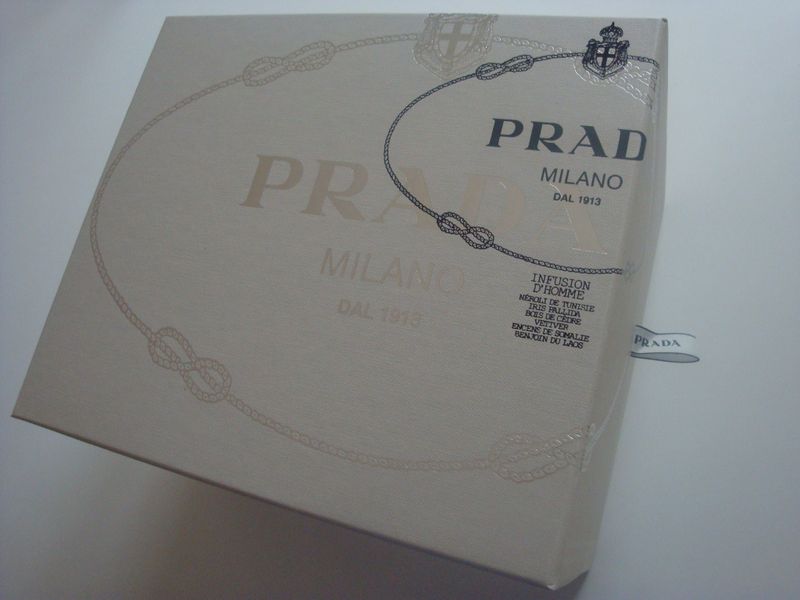 PRADA
MILANO
DAL 1913
PRAD
MILANO
DAL 1913
INFUSION
D'HOMME
NÉROLI DE TUNISIE
IRIS PALLIDA
BOIS DE CÈDRE
VETIVER
ENCENS DE SOMALIE
BENJOIN DU LAOS
PRADA